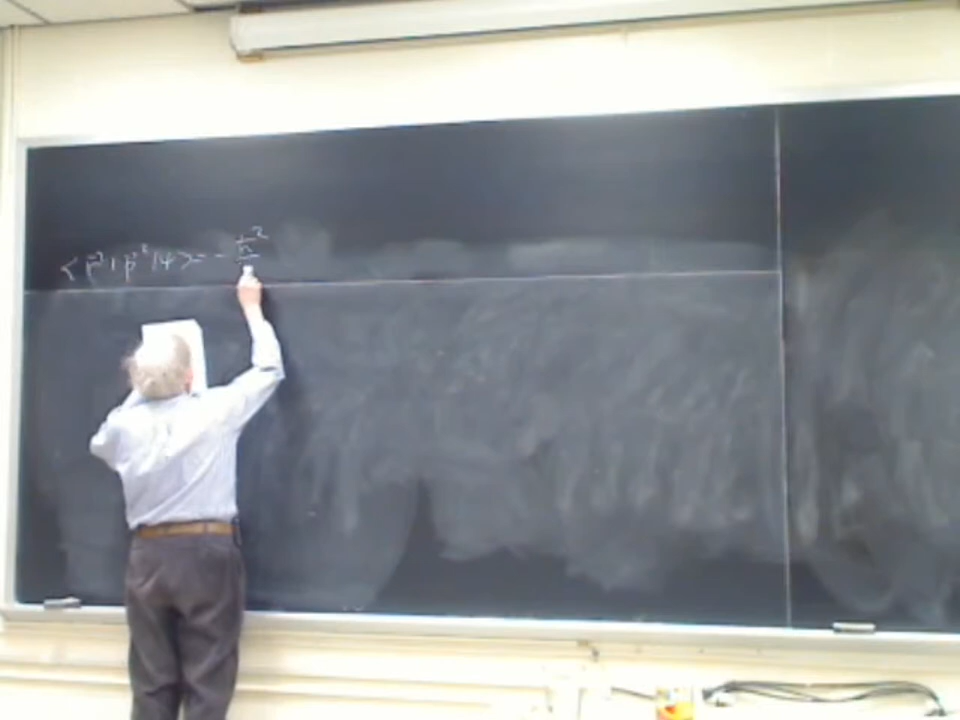 < p⃗ | p⃗² | ψ > = - ħ²